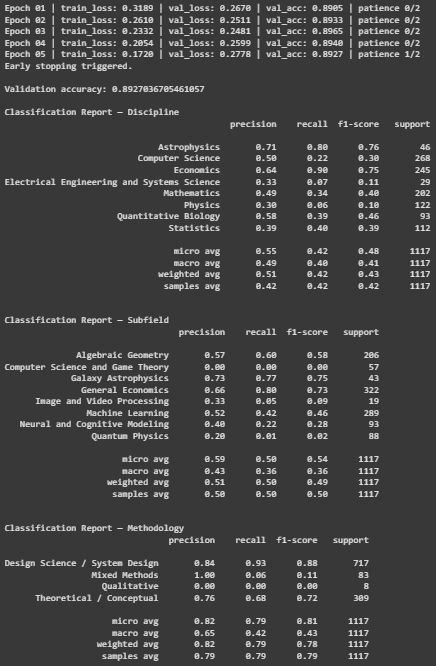 Epoch 01 | train_loss: 0.3189 | val_loss: 0.2670 | val_acc: 0.8905 | patience 0/2
Epoch 02 | train_loss: 0.2610 | val_loss: 0.2511 | val_acc: 0.8933 | patience 0/2
Epoch 03 | train_loss: 0.2332 | val_loss: 0.2481 | val_acc: 0.8965 | patience 0/2
Epoch 04 | train_loss: 0.2054 | val_loss: 0.2599 | val_acc: 0.8940 | patience 0/2
Epoch 05 | train_loss: 0.1720 | val_loss: 0.2778 | val_acc: 0.8927 | patience 1/2
Early stopping triggered.
Validation accuracy: 0.8927036705461057
Classification Report — Discipline
precision recall f1-score support
Astrophysics 0.71 0.80 0.76 46
Computer Science 0.50 0.22 0.30 268
Economics 0.64 0.90 0.75 245
Electrical Engineering and Systems Science 0.33 0.07 0.11 29
Mathematics 0.49 0.34 0.40 202
Physics 0.30 0.06 0.10 122
Quantitative Biology 0.58 0.39 0.46 93
Statistics 0.39 0.40 0.39 112
micro avg 0.55 0.42 0.48 1117
macro avg 0.49 0.40 0.41 1117
weighted avg 0.51 0.42 0.43 1117
samples avg 0.42 0.42 0.42 1117
Classification Report — Subfield
precision recall f1-score support
Algebraic Geometry 0.57 0.60 0.58 206
Computer Science and Game Theory 0.00 0.00 0.00 57
Galaxy Astrophysics 0.73 0.77 0.75 43
General Economics 0.66 0.80 0.73 322
Image and Video Processing 0.33 0.05 0.09 19
Machine Learning 0.52 0.42 0.46 289
Neural and Cognitive Modeling 0.40 0.22 0.28 93
Quantum Physics 0.20 0.01 0.02 88
micro avg 0.59 0.50 0.54 1117
macro avg 0.43 0.36 0.36 1117
weighted avg 0.51 0.50 0.49 1117
samples avg 0.50 0.50 0.50 1117
Classification Report — Methodology
precision recall f1-score support
Design Science / System Design 0.84 0.93 0.88 717
Mixed Methods 1.00 0.06 0.11 83
Qualitative 0.00 0.00 0.00 8
Theoretical / Conceptual 0.76 0.68 0.72 309
micro avg 0.82 0.79 0.81 1117
macro avg 0.65 0.42 0.43 1117
weighted avg 0.82 0.79 0.78 1117
samples avg 0.79 0.79 0.79 1117